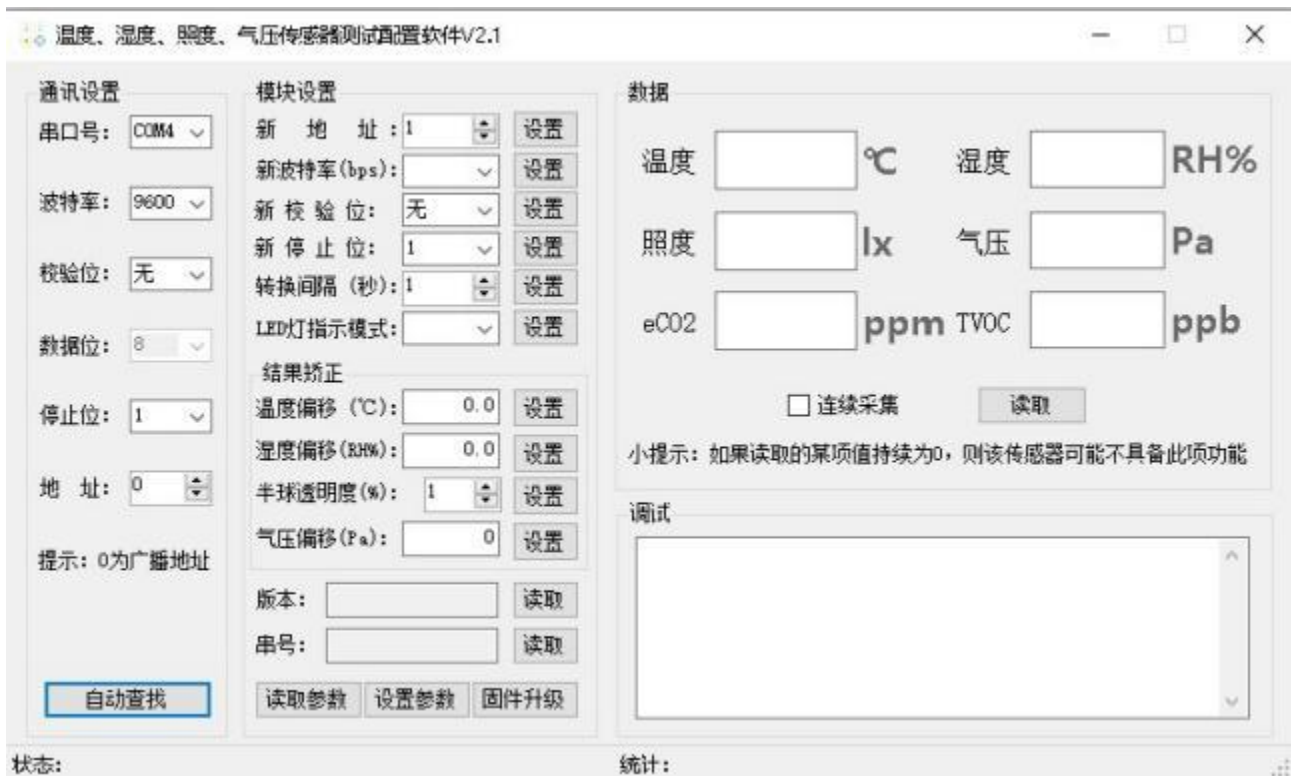 温度、湿度、照度、气压传感器测试配置软件V2.1
通讯设置
串口号: COM4
波特率: 9600
校验位: 无
数据位: 8
停止位: 1
地 址: 0
提示: 0为广播地址
自动查找
模块设置
新 地 址: 1 设置
新波特率(bps): 设置
新 校 验 位: 无 设置
新 停 止 位: 1 设置
转换间隔 (秒): 1 设置
LED灯指示模式: 设置
结果矫正
温度偏移 (℃): 0.0 设置
湿度偏移(RH%): 0.0 设置
半球透明度(%): 1 设置
气压偏移(Pa): 0 设置
版本: 读取
串号: 读取
读取参数 设置参数 固件升级
数据
温度 ℃ 湿度 RH%
照度 lx 气压 Pa
eCO2 ppm TVOC ppb
连续采集 读取
小提示: 如果读取的某项值持续为0, 则该传感器可能不具备此项功能
调试
状态: 统计: